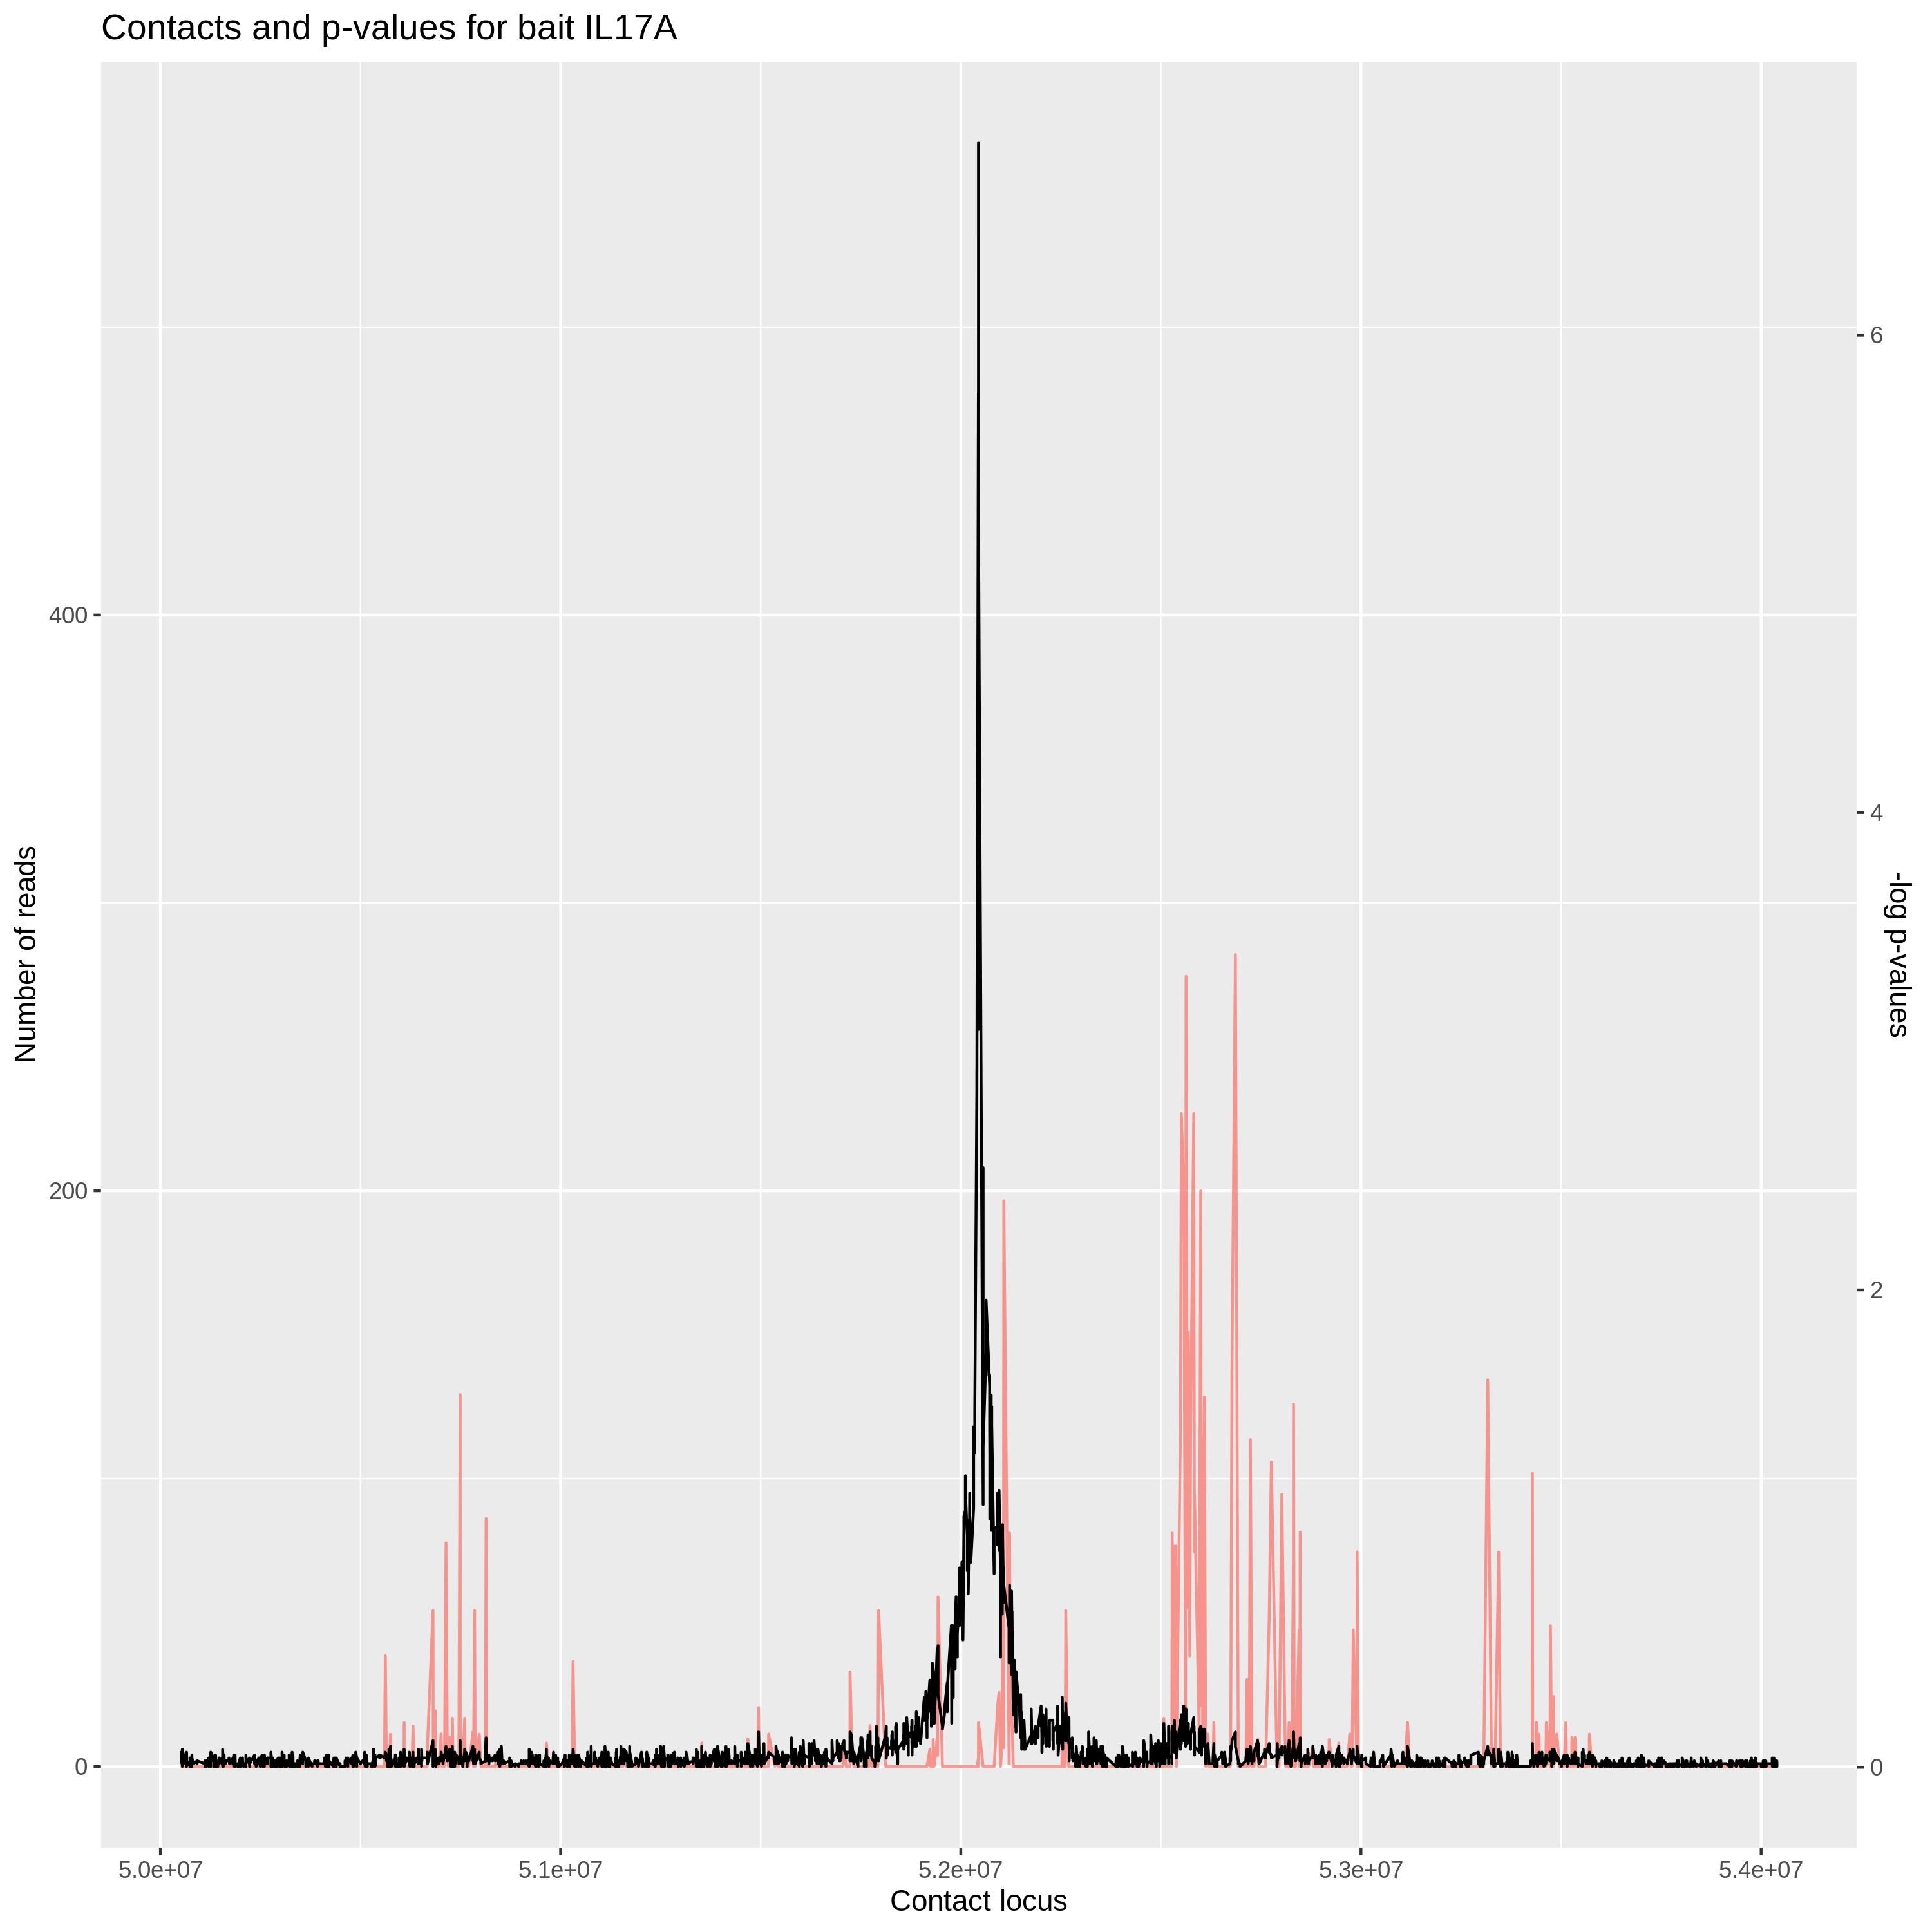 Contacts and p-values for bait IL17A
Number of reads
400
200
0
6
4
2
0
-log p-values
5.0e+07 5.1e+07 5.2e+07 5.3e+07 5.4e+07
Contact locus